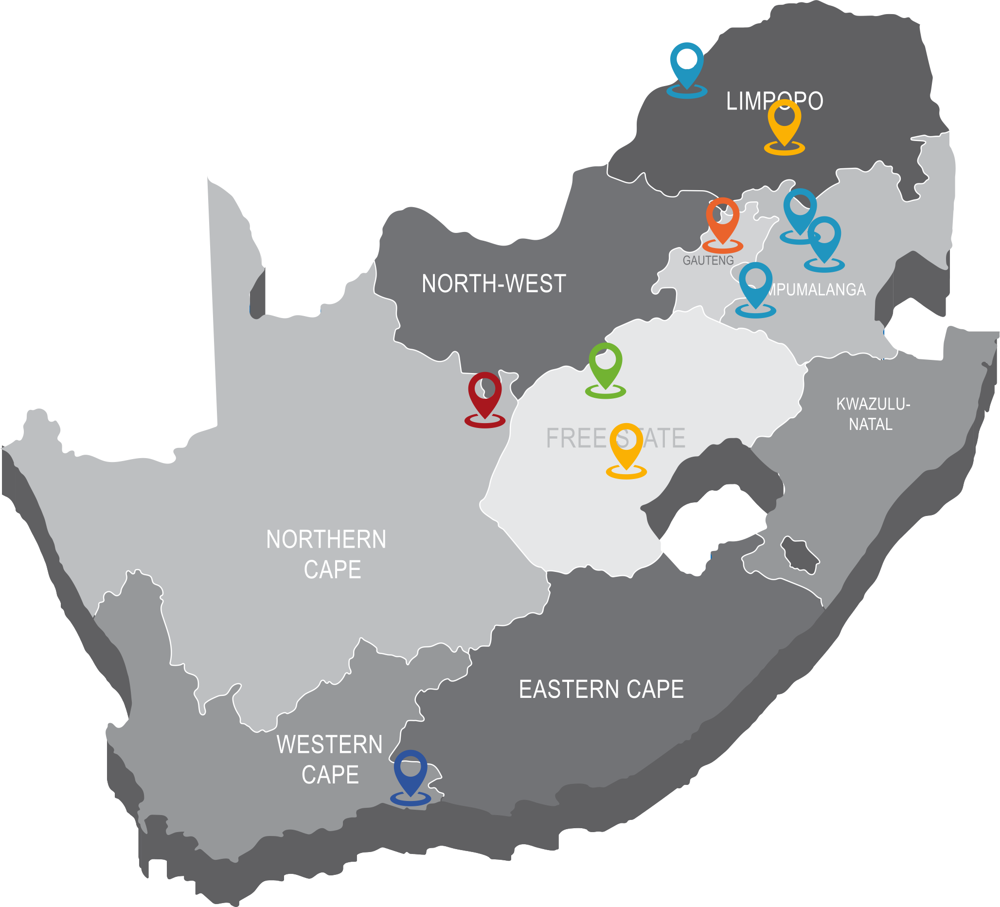 LIMPOPO
GAUTENG
NORTH-WEST
MPUMALANGA
KWAZULU-
NATAL
FREE STATE
NORTHERN
CAPE
EASTERN CAPE
WESTERN
CAPE